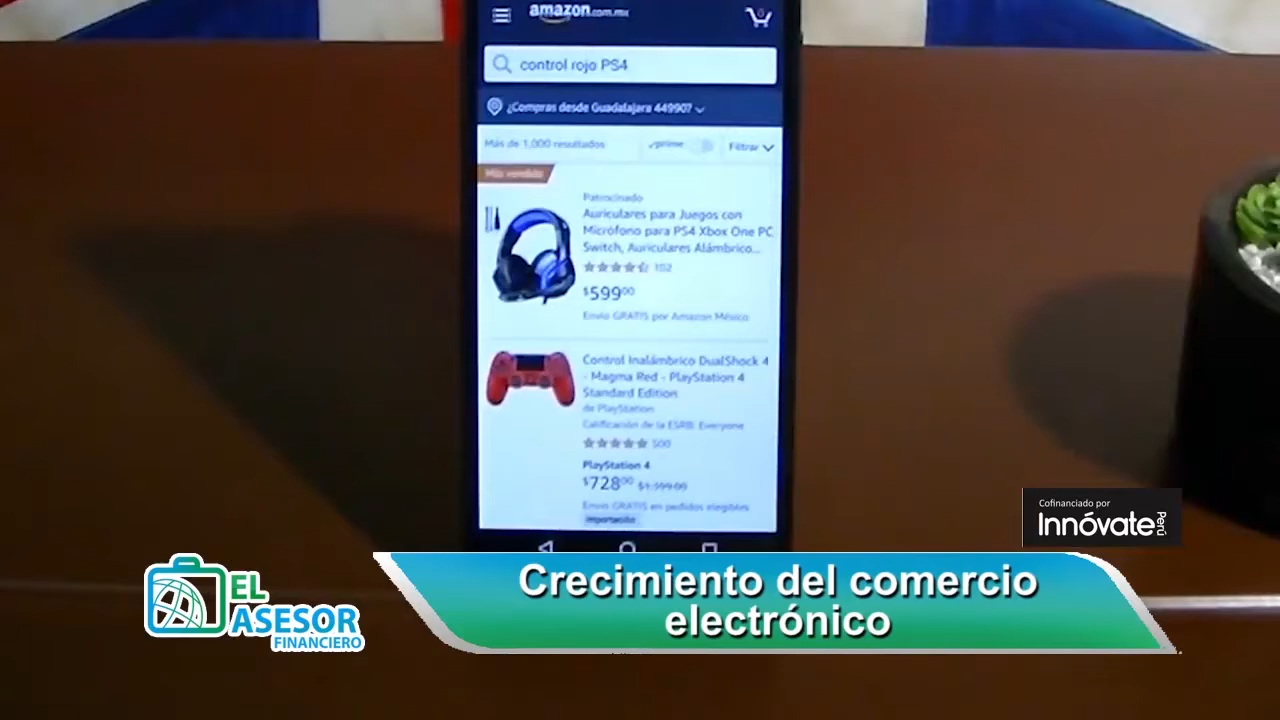 amazon.com.mx
0
control rojo PS4
¿Compras desde Guadalajara 44990?
Más de 1,000 resultados
prime
Filtrar
Más vendido
Patrocinado
Auriculares para Juegos con
Micrófono para PS4 Xbox One PC
Switch, Auriculares Alámbrico...
102
$59900
Envío GRATIS por Amazon México
Control Inalámbrico DualShock 4
- Magma Red - PlayStation 4
Standard Edition
de PlayStation
Calificación de la ESRB: Everyone
500
PlayStation 4
$72800 $1,399.00
Envío GRATIS en pedidos elegibles
Importación
Cofinanciado por
Innóvate Perú
EL
ASESOR
FINANCIERO
Crecimiento del comercio
electrónico